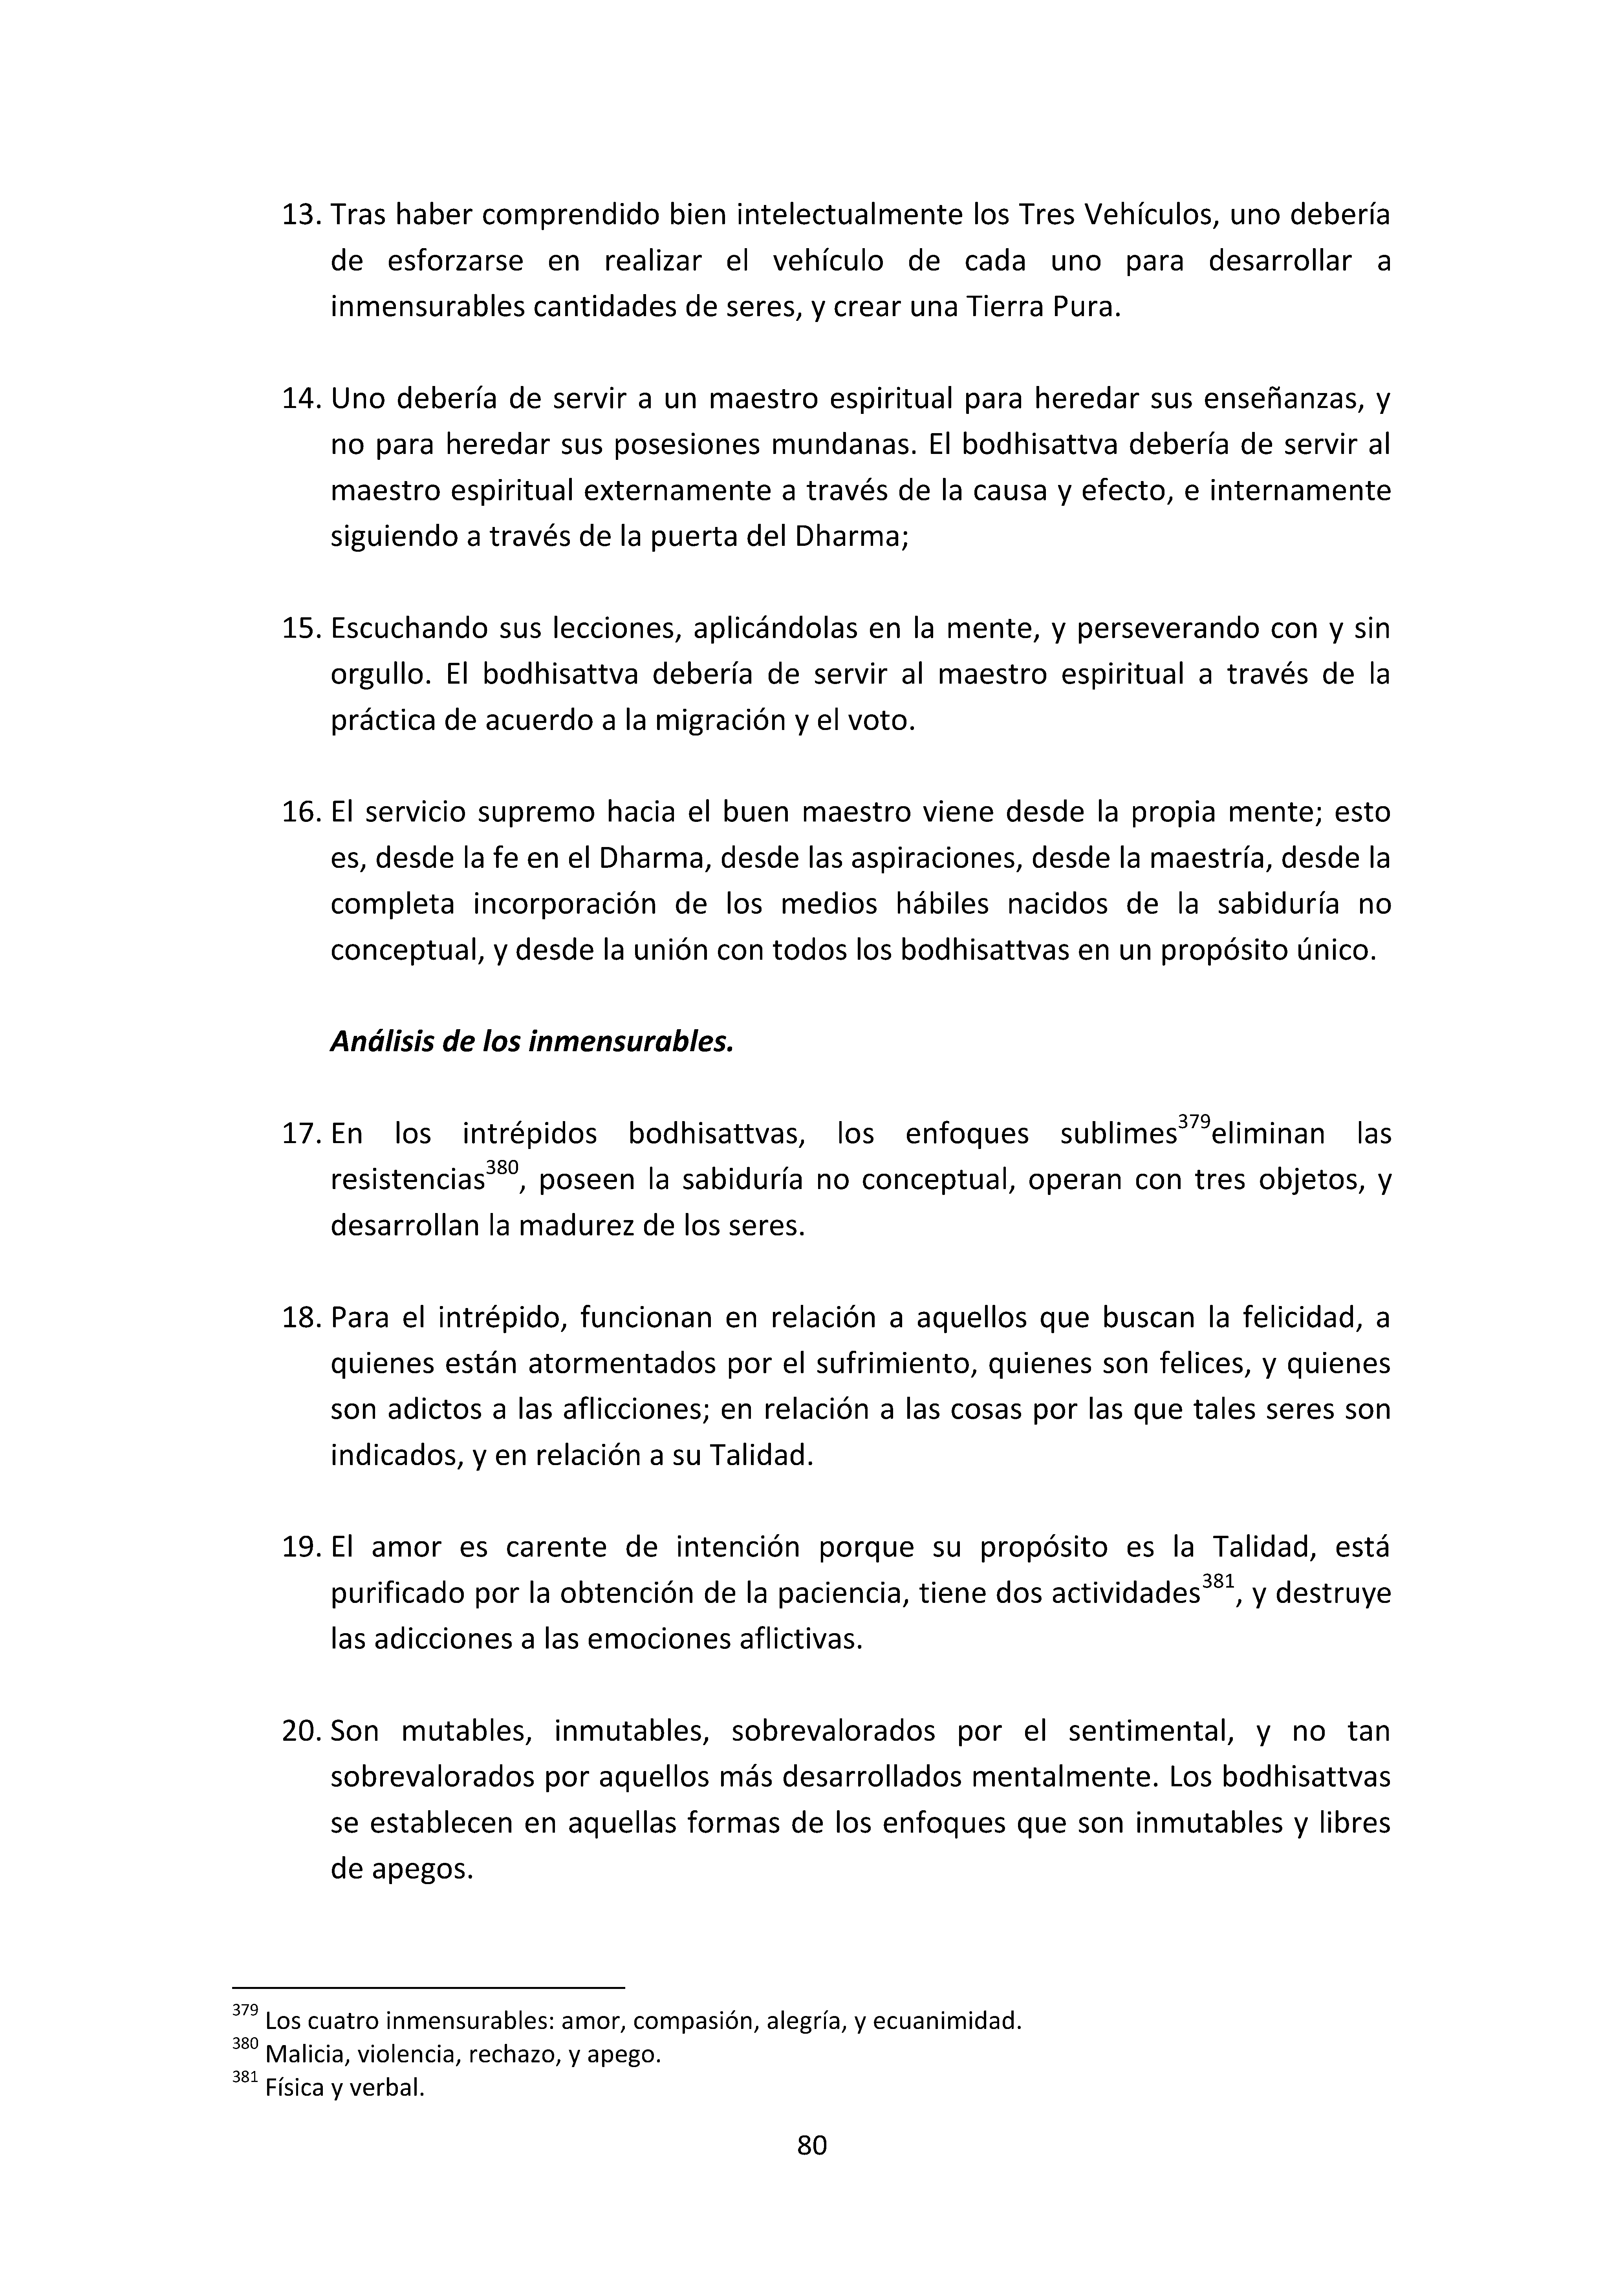 13. Tras haber comprendido bien intelectualmente los Tres Vehículos, uno debería
de esforzarse en realizar el vehículo de cada uno para desarrollar a
inmensurables cantidades de seres, y crear una Tierra Pura.
14. Uno debería de servir a un maestro espiritual para heredar sus enseñanzas, y
no para heredar sus posesiones mundanas. El bodhisattva debería de servir al
maestro espiritual externamente a través de la causa y efecto, e internamente
siguiendo a través de la puerta del Dharma;
15. Escuchando sus lecciones, aplicándolas en la mente, y perseverando con y sin
orgullo. El bodhisattva debería de servir al maestro espiritual a través de la
práctica de acuerdo a la migración y el voto.
16. El servicio supremo hacia el buen maestro viene desde la propia mente; esto
es, desde la fe en el Dharma, desde las aspiraciones, desde la maestría, desde la
completa incorporación de los medios hábiles nacidos de la sabiduría no
conceptual, y desde la unión con todos los bodhisattvas en un propósito único.
Análisis de los inmensurables.
17. En los intrépidos bodhisattvas, los enfoques sublimes379eliminan las
resistencias380, poseen la sabiduría no conceptual, operan con tres objetos, y
desarrollan la madurez de los seres.
18. Para el intrépido, funcionan en relación a aquellos que buscan la felicidad, a
quienes están atormentados por el sufrimiento, quienes son felices, y quienes
son adictos a las aflicciones; en relación a las cosas por las que tales seres son
indicados, y en relación a su Talidad.
19. El amor es carente de intención porque su propósito es la Talidad, está
purificado por la obtención de la paciencia, tiene dos actividades381, y destruye
las adicciones a las emociones aflictivas.
20. Son mutables, inmutables, sobrevalorados por el sentimental, y no tan
sobrevalorados por aquellos más desarrollados mentalmente. Los bodhisattvas
se establecen en aquellas formas de los enfoques que son inmutables y libres
de apegos.
379 Los cuatro inmensurables: amor, compasión, alegría, y ecuanimidad.
380 Malicia, violencia, rechazo, y apego.
381 Física y verbal.
80